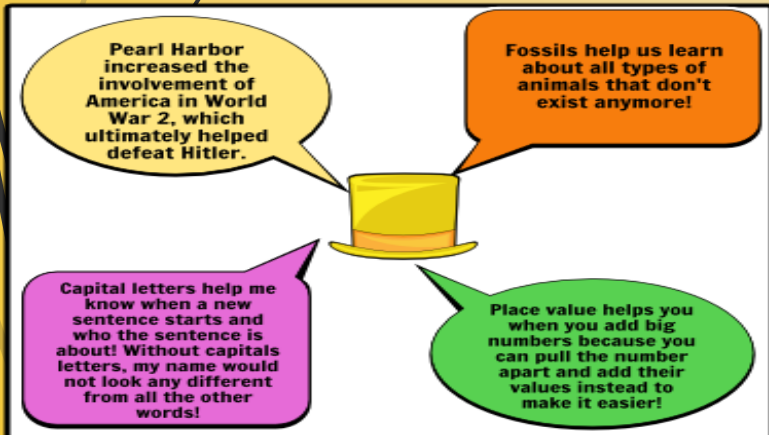 Pearl Harbor
increased the
involvement of
America in World
War 2, which
ultimately helped
defeat Hitler.
Fossils help us learn
about all types of
animals that don't
exist anymore!
Capital letters help me
know when a new
sentence starts and
who the sentence is
about! Without capitals
letters, my name would
not look any different
from all the other
words!
Place value helps you
when you add big
numbers because you
can pull the number
apart and add their
values instead to
make it easier!